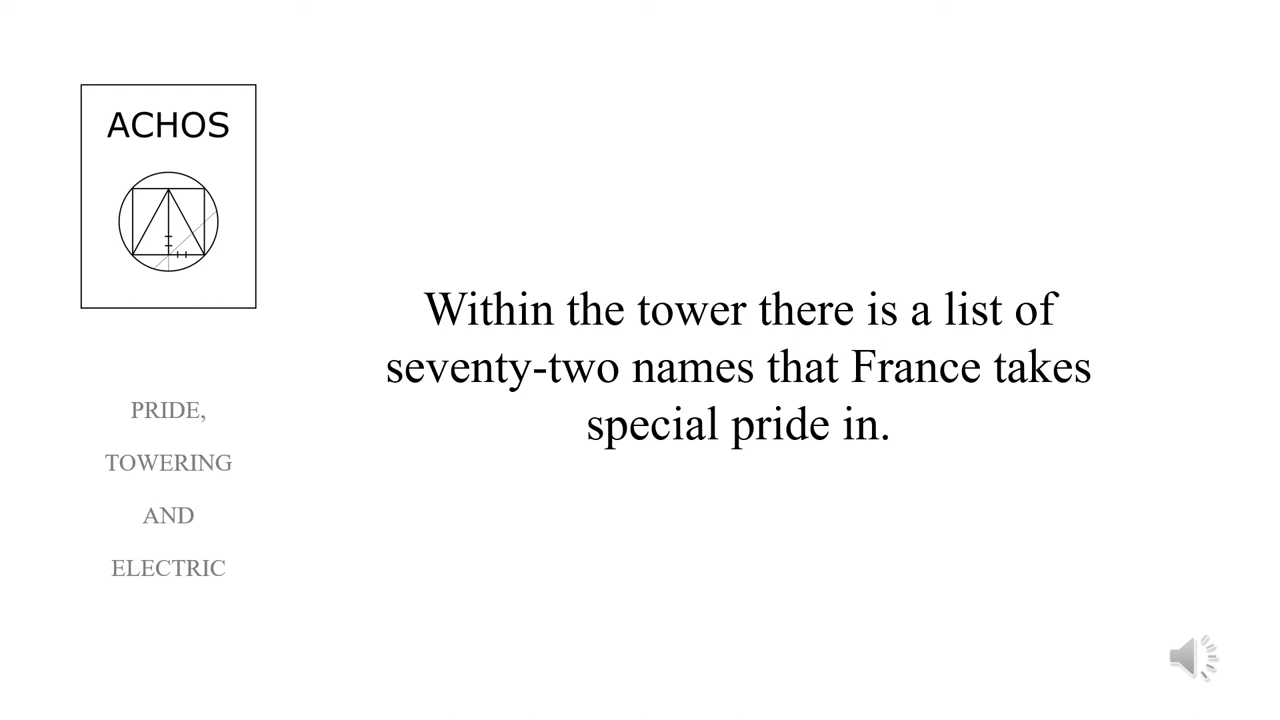 ACHOS
PRIDE,
TOWERING
AND
ELECTRIC
Within the tower there is a list of
seventy-two names that France takes
special pride in.